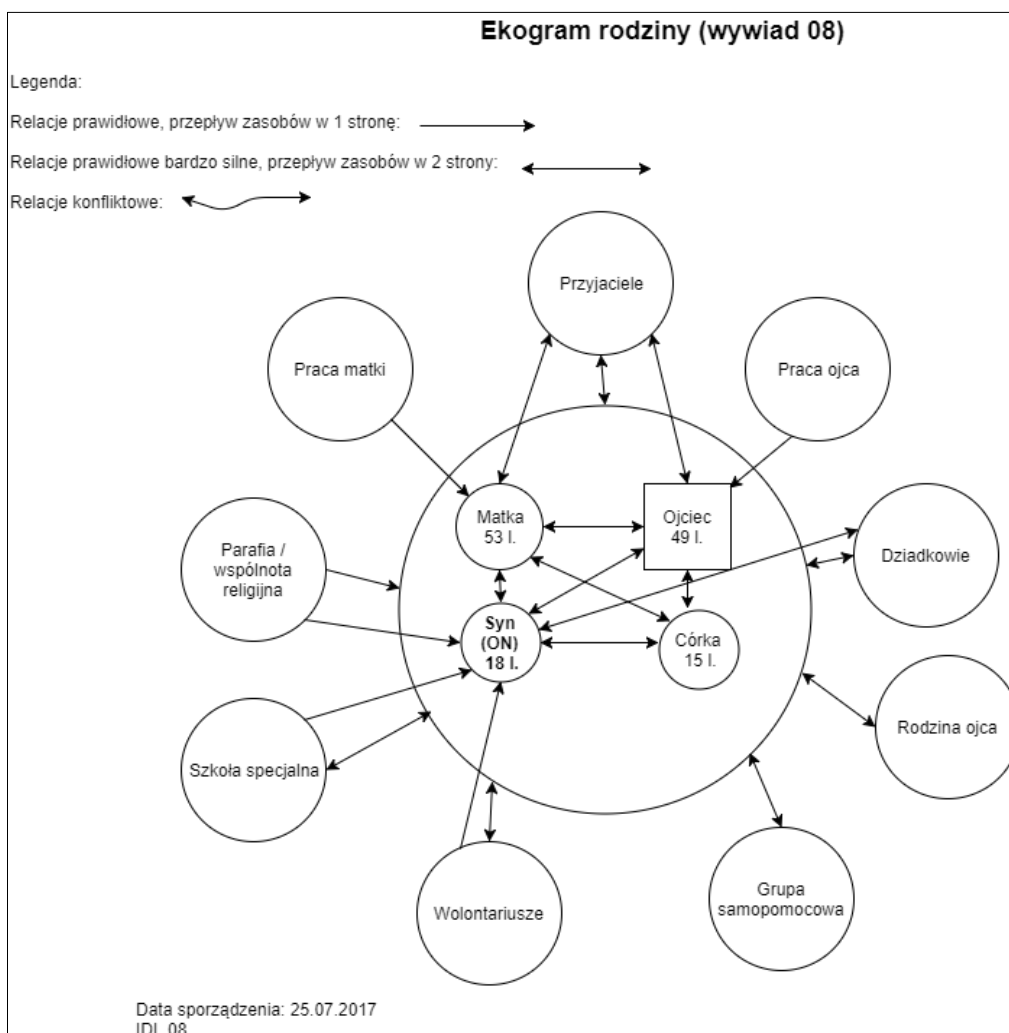 Ekogram rodziny (wywiad 08)
Legenda:
Relacje prawidłowe, przepływ zasobów w 1 stronę:
Relacje prawidłowe bardzo silne, przepływ zasobów w 2 strony:
Relacje konfliktowe:
Przyjaciele
Praca matki
Praca ojca
Matka
53 l.
Ojciec
49 l.
Parafia /
wspólnota
religijna
Dziadkowie
Syn
(ON)
18 l.
Córka
15 l.
Rodzina ojca
Szkoła specjalna
Grupa
samopomocowa
Wolontariusze
Data sporządzenia: 25.07.2017
IDI_08